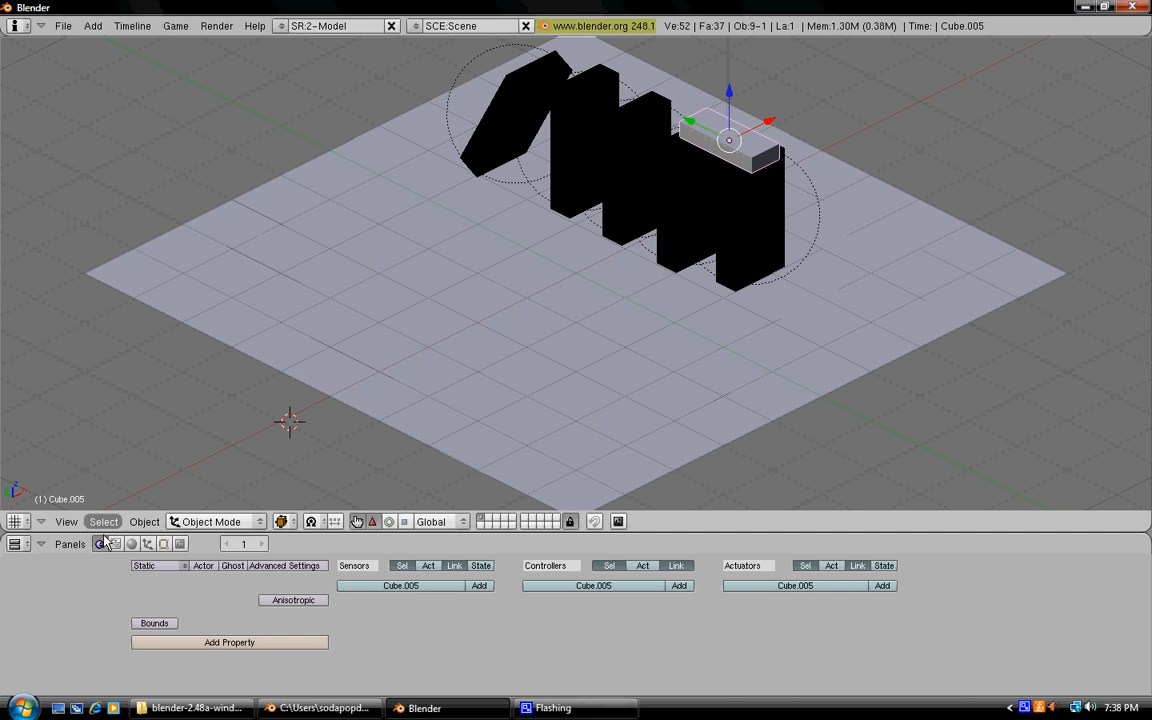 Blender
File Add Timeline Game Render Help SR:2-Model SCE:Scene www.blender.org 248.1 Ve:52 | Fa:37 | Ob:9-1 | La:1 | Mem:1.30M (0.38M) | Time: | Cube.005
z
(1) Cube.005
View Select Object Object Mode Global
Panels 1
Static Actor Ghost Advanced Settings Sensors Sel Act Link State Controllers Sel Act Link Actuators Sel Act Link State
Cube.005 Add Cube.005 Add Cube.005 Add
Anisotropic
Bounds
Add Property
blender-2.48a-wind... C:\Users\sodapopd... Blender Flashing 7:38 PM